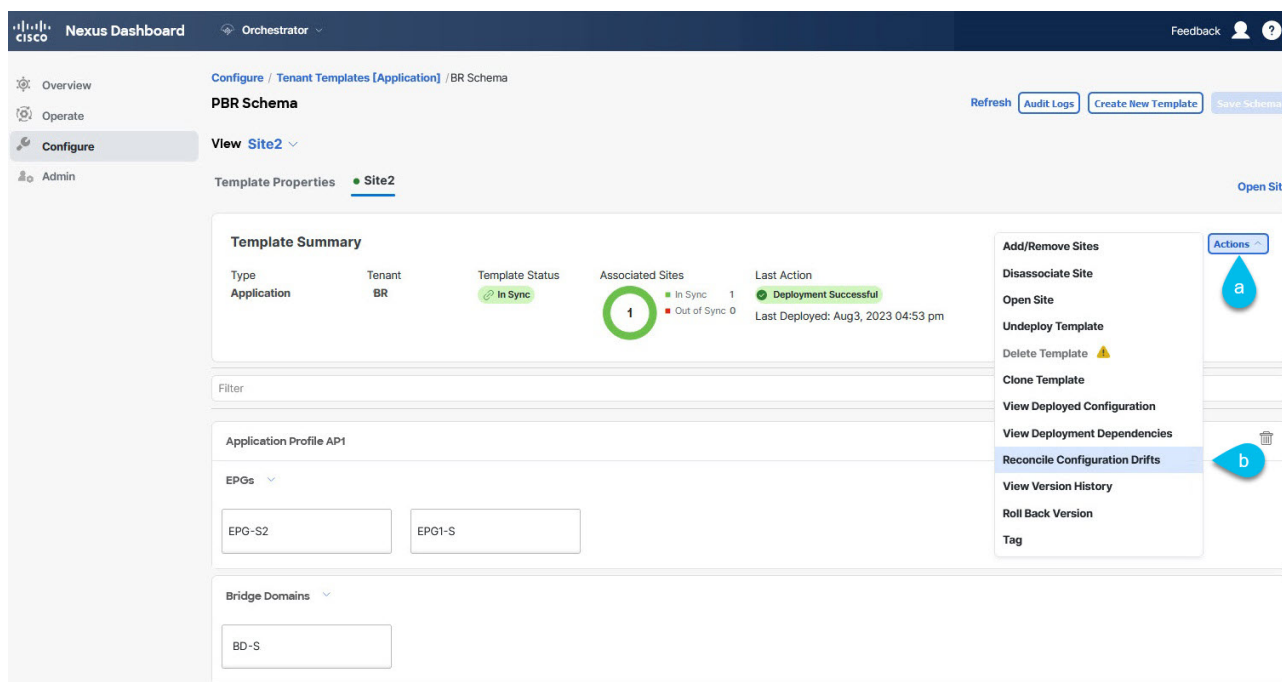 cisco Nexus Dashboard Orchestrator Feedback ?
Overview
Operate
Configure
Admin
Configure / Tenant Templates [Application] /BR Schema
PBR Schema
Refresh Audit Logs Create New Template Save Schema
View Site2
Template Properties Site2
Open Sit
Template Summary
Type Tenant Template Status Associated Sites Last Action
Application BR In Sync 1 In Sync 1 Deployment Successful
Out of Sync 0 Last Deployed: Aug3, 2023 04:53 pm
Actions
a
Add/Remove Sites
Disassociate Site
Open Site
Undeploy Template
Delete Template
Clone Template
View Deployed Configuration
View Deployment Dependencies
Reconcile Configuration Drifts
b
View Version History
Roll Back Version
Tag
Filter
Application Profile AP1
EPGs
EPG-S2 EPG1-S
Bridge Domains
BD-S